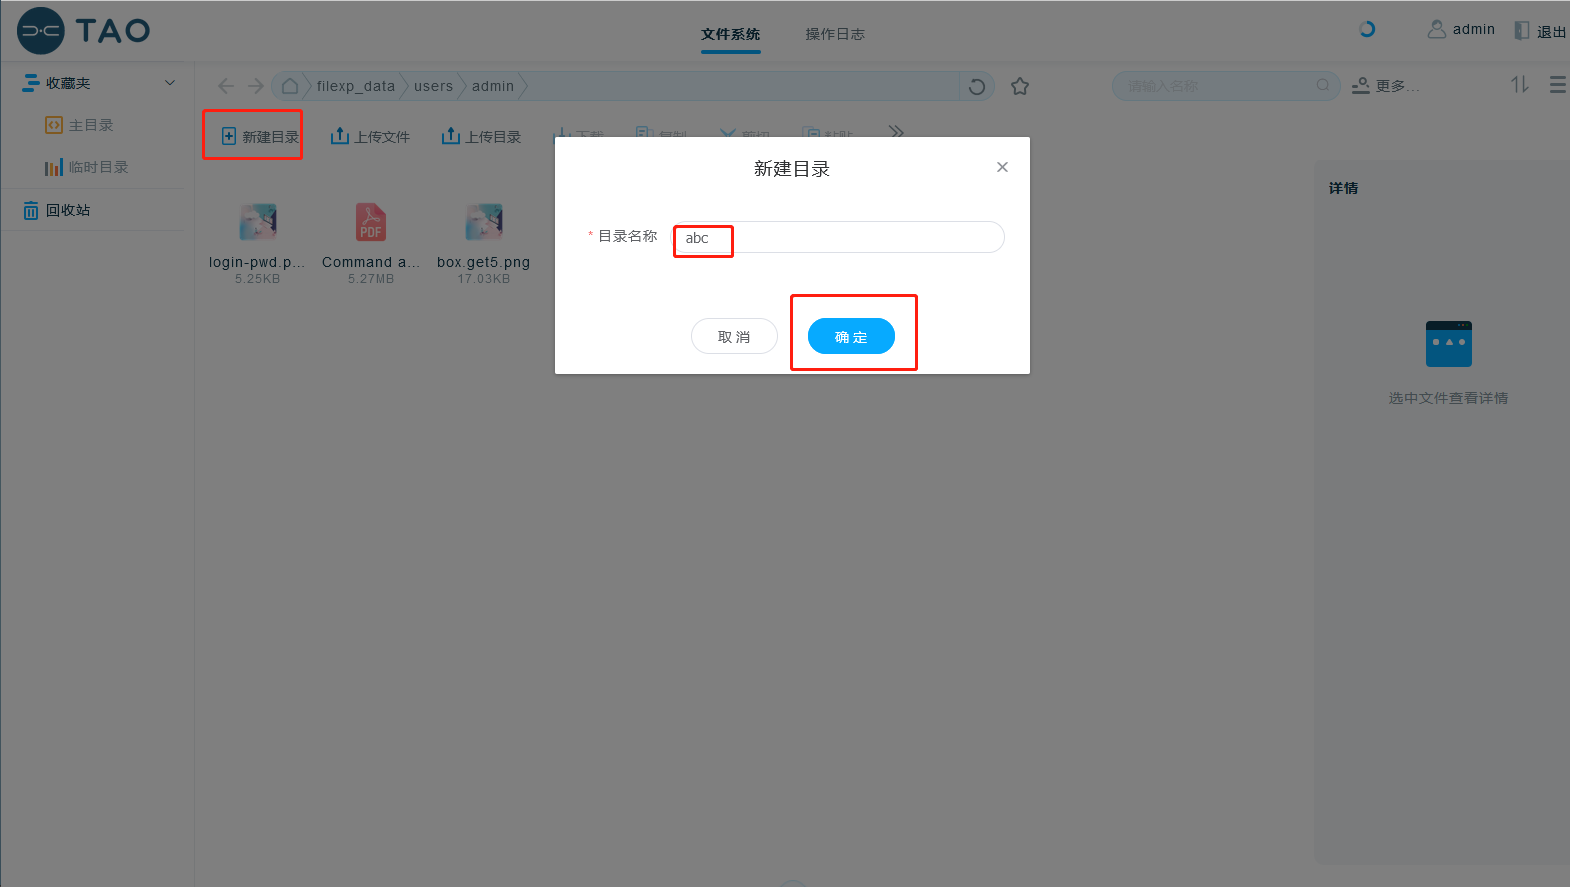 TAO
文件系统
操作日志
admin
退出
收藏夹
filexp_data
users
admin
请输入名称
更多...
主目录
临时目录
回收站
新建目录
上传文件
上传目录
下载
复制
剪切
粘贴
新建目录
* 目录名称
abc
取 消
确 定
PDF
login-pwd.p...
5.25KB
Command a...
5.27MB
box.get5.png
17.03KB
详情
选中文件查看详情